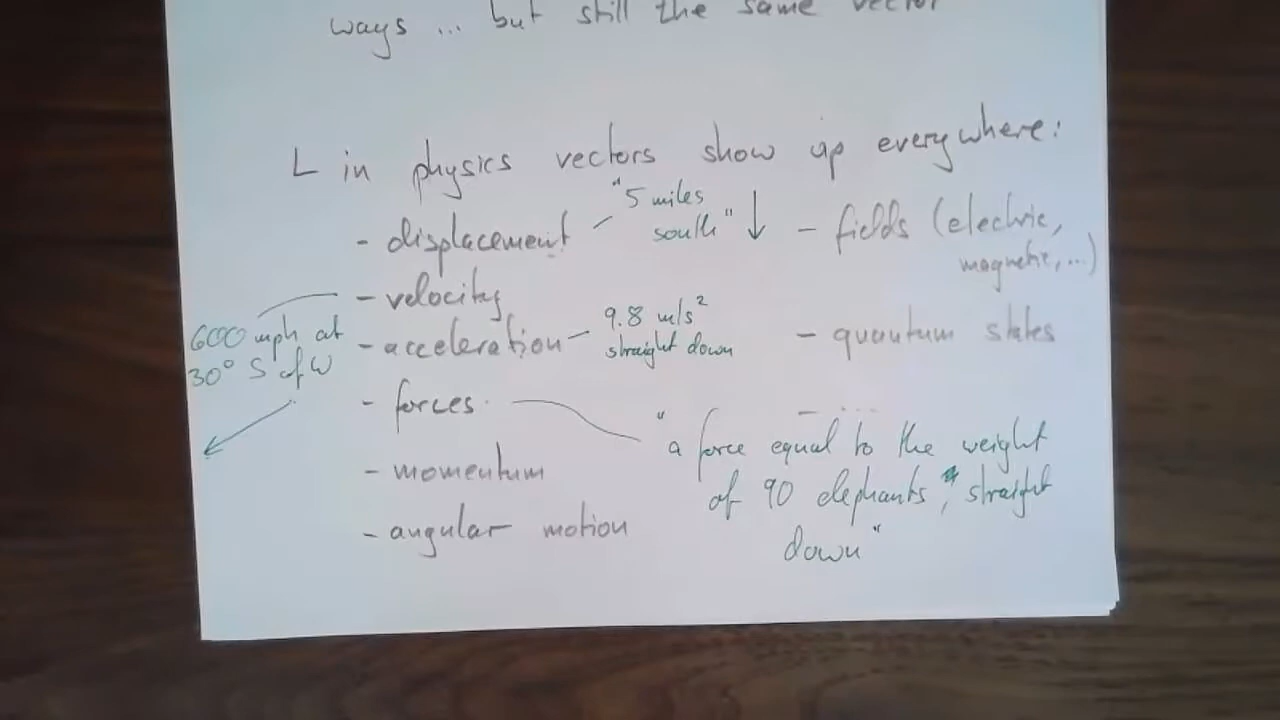 ways ... but still the same vector
L in physics vectors show up everywhere:
- displacement
"5 miles
south" ↓
- velocity
600 mph at
30° S of W
- acceleration
9.8 m/s²
straight down
- forces
"a force equal to the weight
of 90 elephants", straight
down"
- momentum
- angular motion
- fields (electric,
magnetic, ...)
- quantum states
- ...